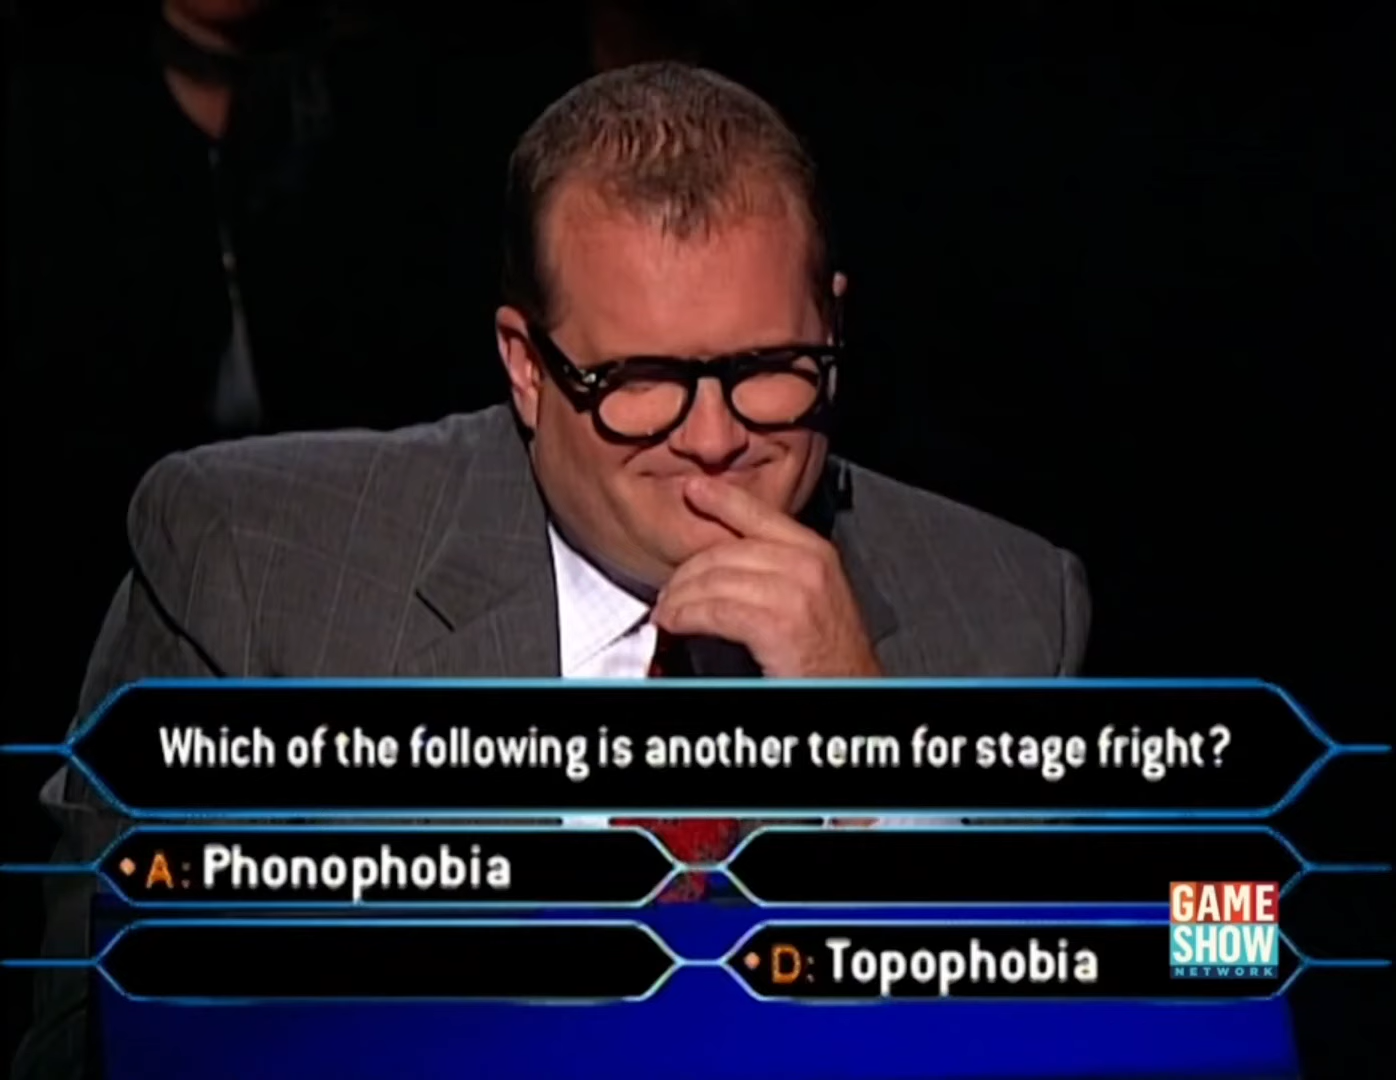 Which of the following is another term for stage fright?
A: Phonophobia
D: Topophobia
GAME
SHOW
NETWORK